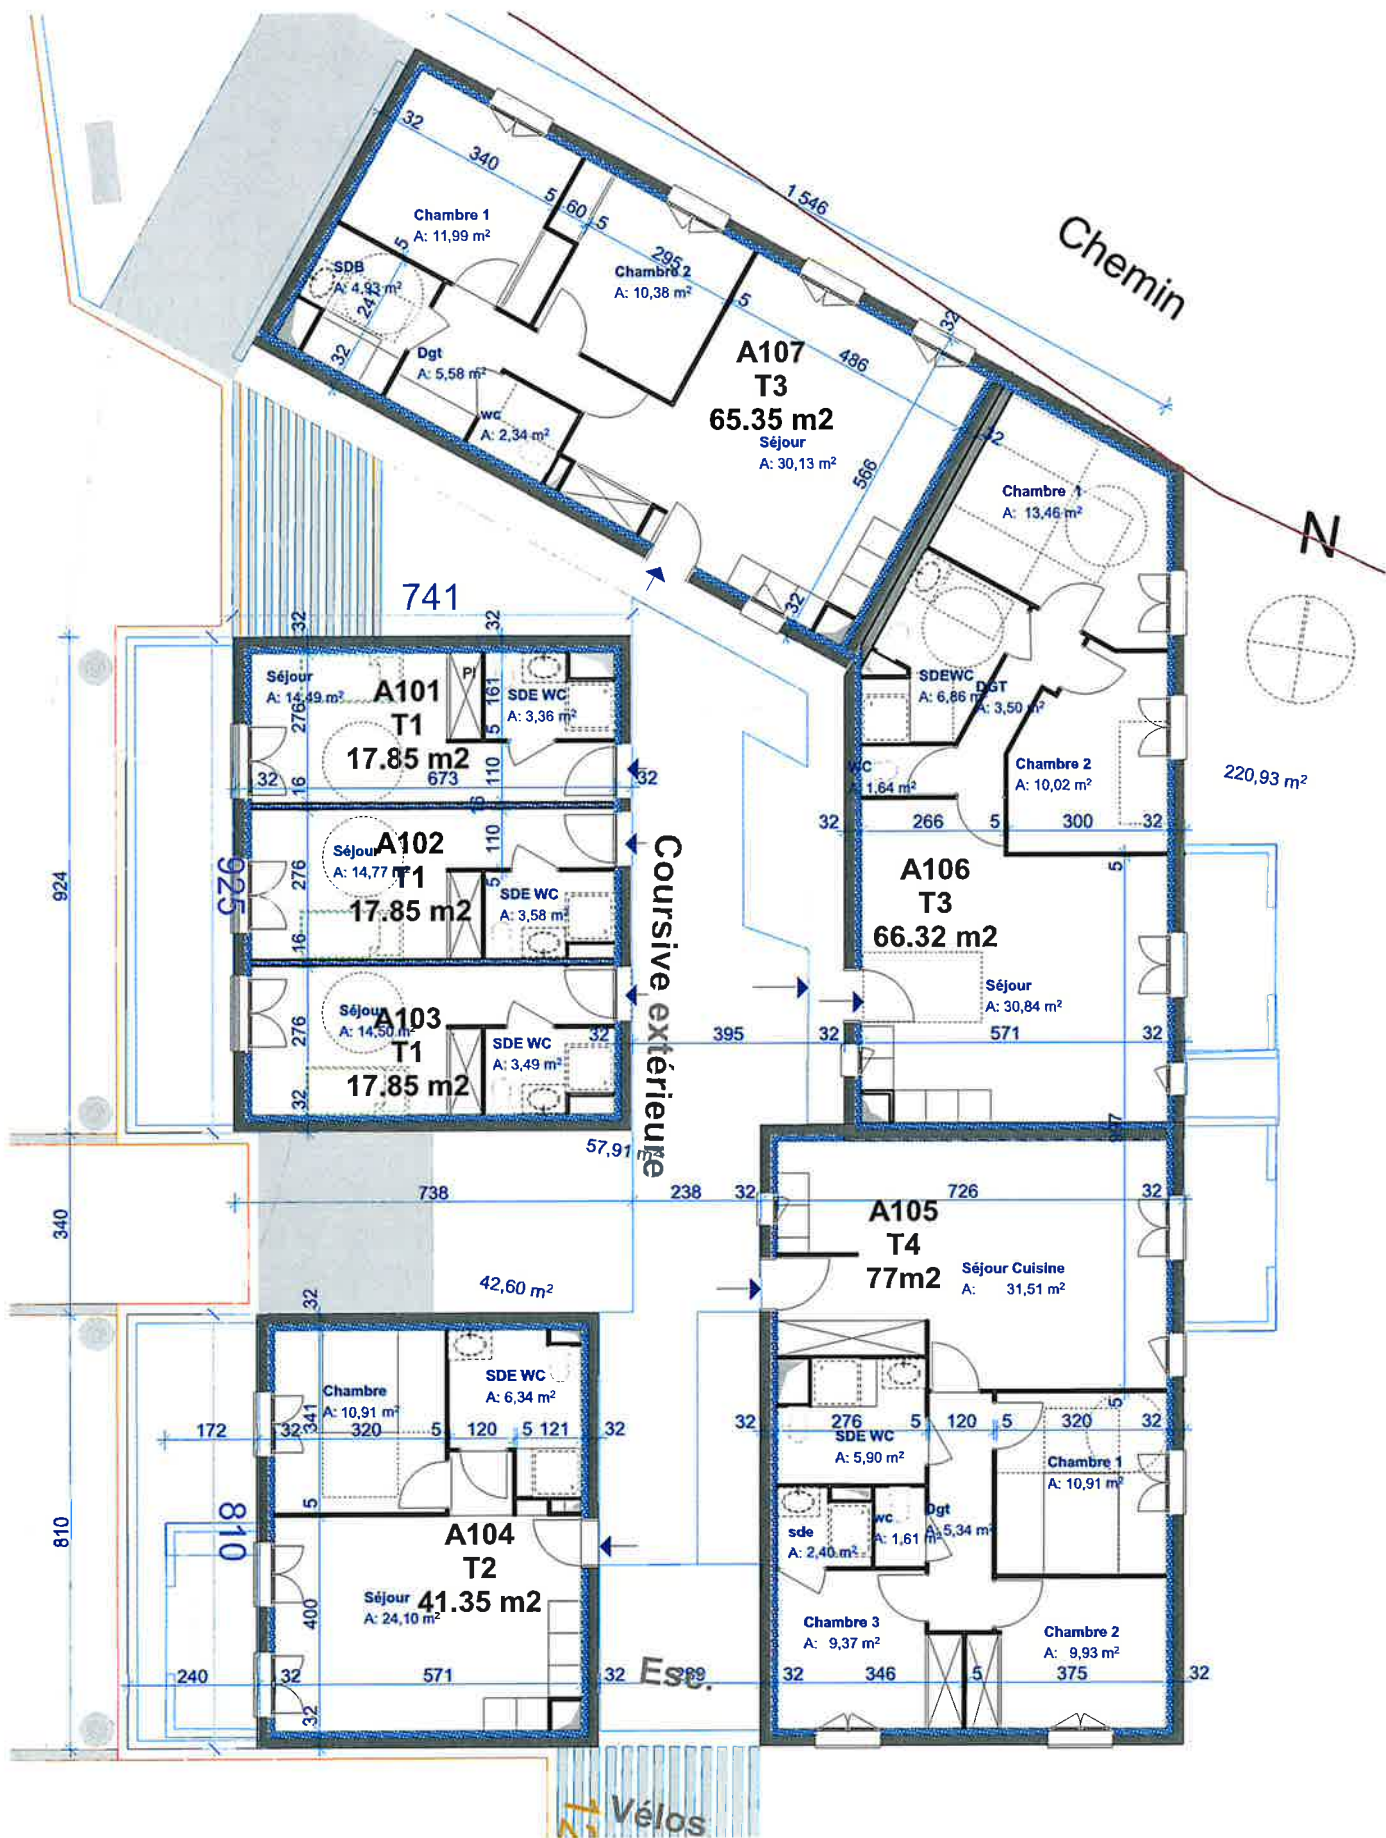 Chemin
N
1 546
32
340
5
60
5
295
5
486
32
32
Chambre 1
A: 11,99 m²
SDB
A: 4,93 m²
5
241
32
Chambre 2
A: 10,38 m²
Dgt
A: 5,58 m²
wc
A: 2,34 m²
A107
T3
65.35 m2
Séjour
A: 30,13 m²
566
32
Chambre 1
A: 13,46 m²
SDEWC
A: 6,86 m²
DGT
A: 3,50 m²
WC
A: 1,64 m²
Chambre 2
A: 10,02 m²
220,93 m²
32
266
5
300
32
5
A106
T3
66.32 m2
Séjour
A: 30,84 m²
32
395
32
571
32
741
32
32
Séjour
A: 14,49 m²
276
A101
T1
17.85 m2
Pl
161
SDE WC
A: 3,36 m²
5
110
32
16
673
32
16
Séjour
A: 14,77 m²
A102
T1
17.85 m2
276
110
5
SDE WC
A: 3,58 m²
16
925
924
Séjour
A: 14,50 m²
A103
T1
17.85 m2
276
SDE WC
A: 3,49 m²
32
Coursive extérieure
57,91 m²
738
238
32
726
32
340
42,60 m²
A105
T4
77m2
Séjour Cuisine
A: 31,51 m²
32
Chambre
A: 10,91 m²
SDE WC
A: 6,34 m²
172
32
341
320
5
120
5
121
32
5
810
810
A104
T2
41.35 m2
Séjour
A: 24,10 m²
400
240
32
571
32
289
32
Esc.
32
276
5
120
5
320
32
5
SDE WC
A: 5,90 m²
Chambre 1
A: 10,91 m²
sde
A: 2,40 m²
wc
A: 1,61 m²
Dgt
A: 5,34 m²
Chambre 3
A: 9,37 m²
Chambre 2
A: 9,93 m²
32
346
5
375
32
Vélos